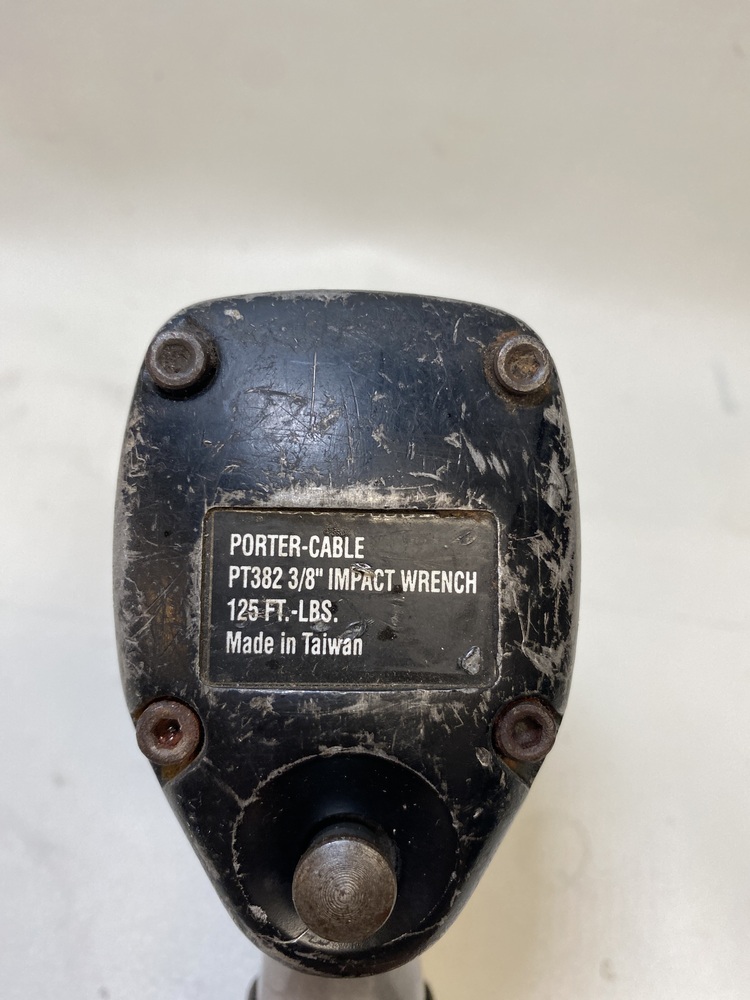 PORTER-CABLE
PT382 3/8" IMPACT WRENCH
125 FT.-LBS.
Made in Taiwan